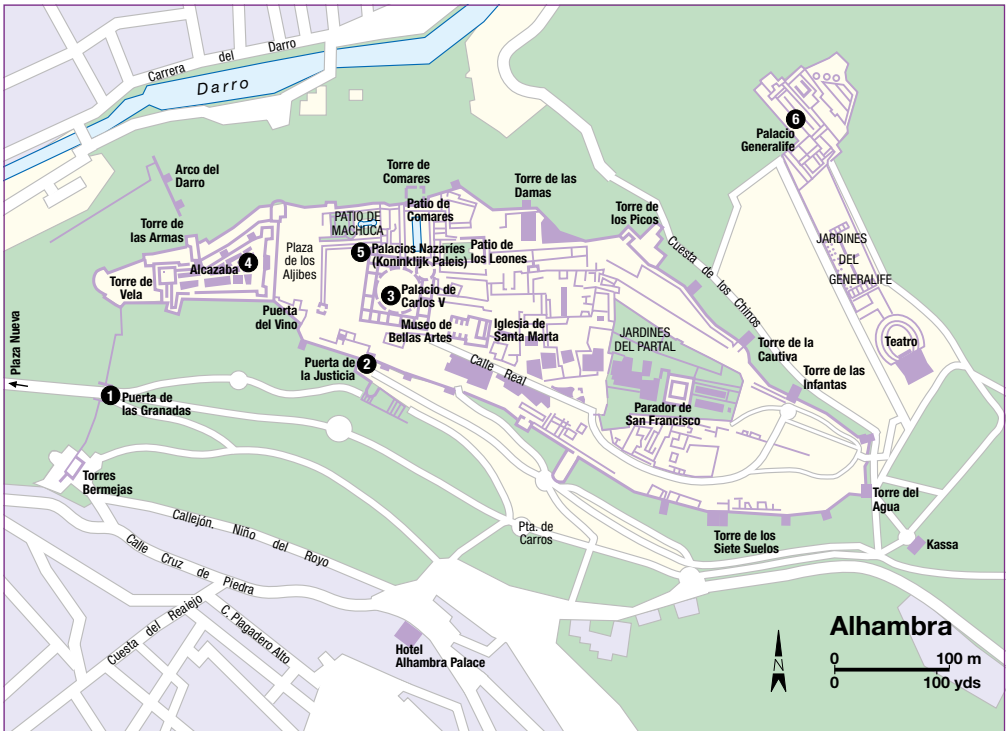 Carrera del Darro
Darro
6
Palacio
Generalife
Arco del
Darro
Torre de
Comares
Torre de las
Damas
Torre de
los Picos
Torre de
las Armas
PATIO DE
MACHUCA
Patio de
Comares
Cuesta de los Chinos
JARDINES
DEL
GENERALIFE
Plaza
de los
Aljibes
5
Palacios Nazaríes
(Koninklijk Paleis)
Patio de
los Leones
Alcazaba
4
Torre de
Vela
3
Palacio de
Carlos V
Puerta
del Vino
Museo de
Bellas Artes
Iglesia de
Santa Marta
JARDINES
DEL PARTAL
Torre de la
Cautiva
Teatro
Plaza Nueva
Puerta de
la Justicia
2
Calle Real
Torre de las
Infantas
1
Puerta de
las Granadas
Parador de
San Francisco
Torres
Bermejas
Torre del
Agua
Callejón Niño del Royo
Pta. de
Carros
Torre de los
Siete Suelos
Kassa
Calle Cruz de Piedra
Cuesta del Realejo
C. Plagadero Alto
Hotel
Alhambra Palace
N
Alhambra
0 100 m
0 100 yds